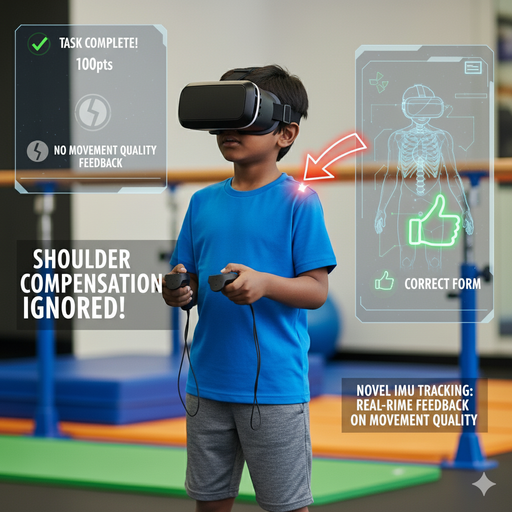 TASK COMPLETE!
100pts
NO MOVEMENT QUALITY
FEEDBACK
SHOULDER
COMPENSATION
IGNORED!
CORRECT FORM
NOVEL IMU TRACKING:
REAL-RIME FEEDBACK
ON MOVEMENT QUALITY